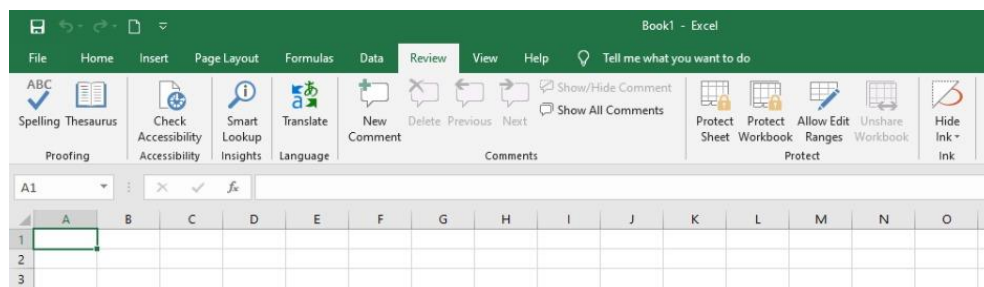 Book1 - Excel
File Home Insert Page Layout Formulas Data Review View Help Tell me what you want to do
ABC
Spelling Thesaurus Check Accessibility Smart Lookup Translate New Comment Delete Previous Next Show/Hide Comment Show All Comments Protect Sheet Protect Workbook Allow Edit Ranges Unshare Workbook Hide Ink
Proofing Accessibility Insights Language Comments Protect Ink
A1 fx
A B C D E F G H I J K L M N O
1
2
3